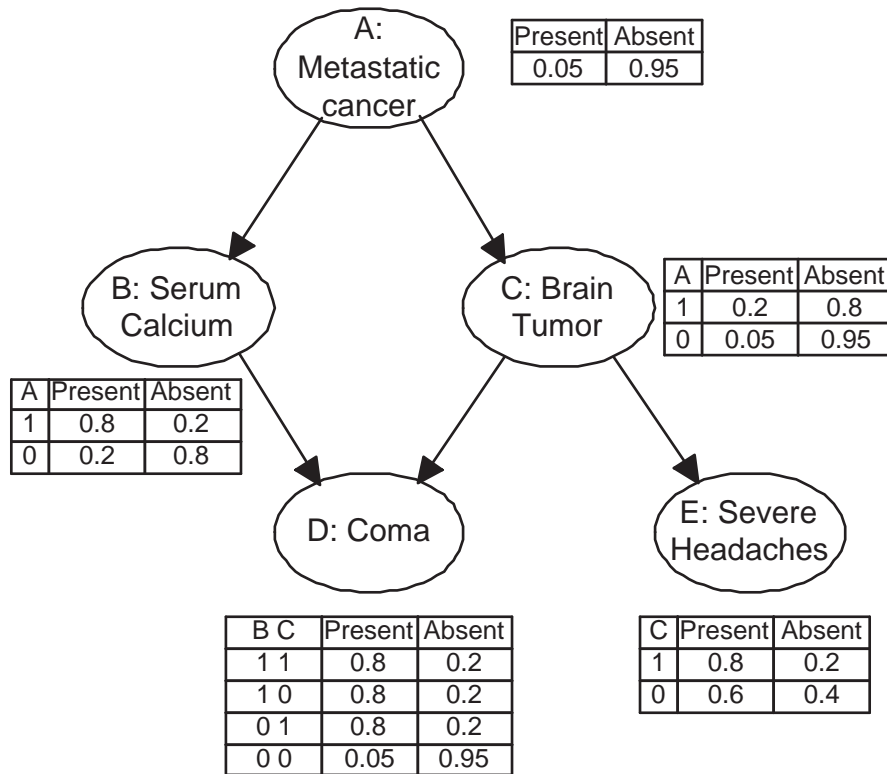 A:
Metastatic
cancer
Present Absent
0.05 0.95
B: Serum
Calcium
C: Brain
Tumor
A Present Absent
1 0.2 0.8
0 0.05 0.95
A Present Absent
1 0.8 0.2
0 0.2 0.8
D: Coma
E: Severe
Headaches
B C Present Absent
1 1 0.8 0.2
1 0 0.8 0.2
0 1 0.8 0.2
0 0 0.05 0.95
C Present Absent
1 0.8 0.2
0 0.6 0.4